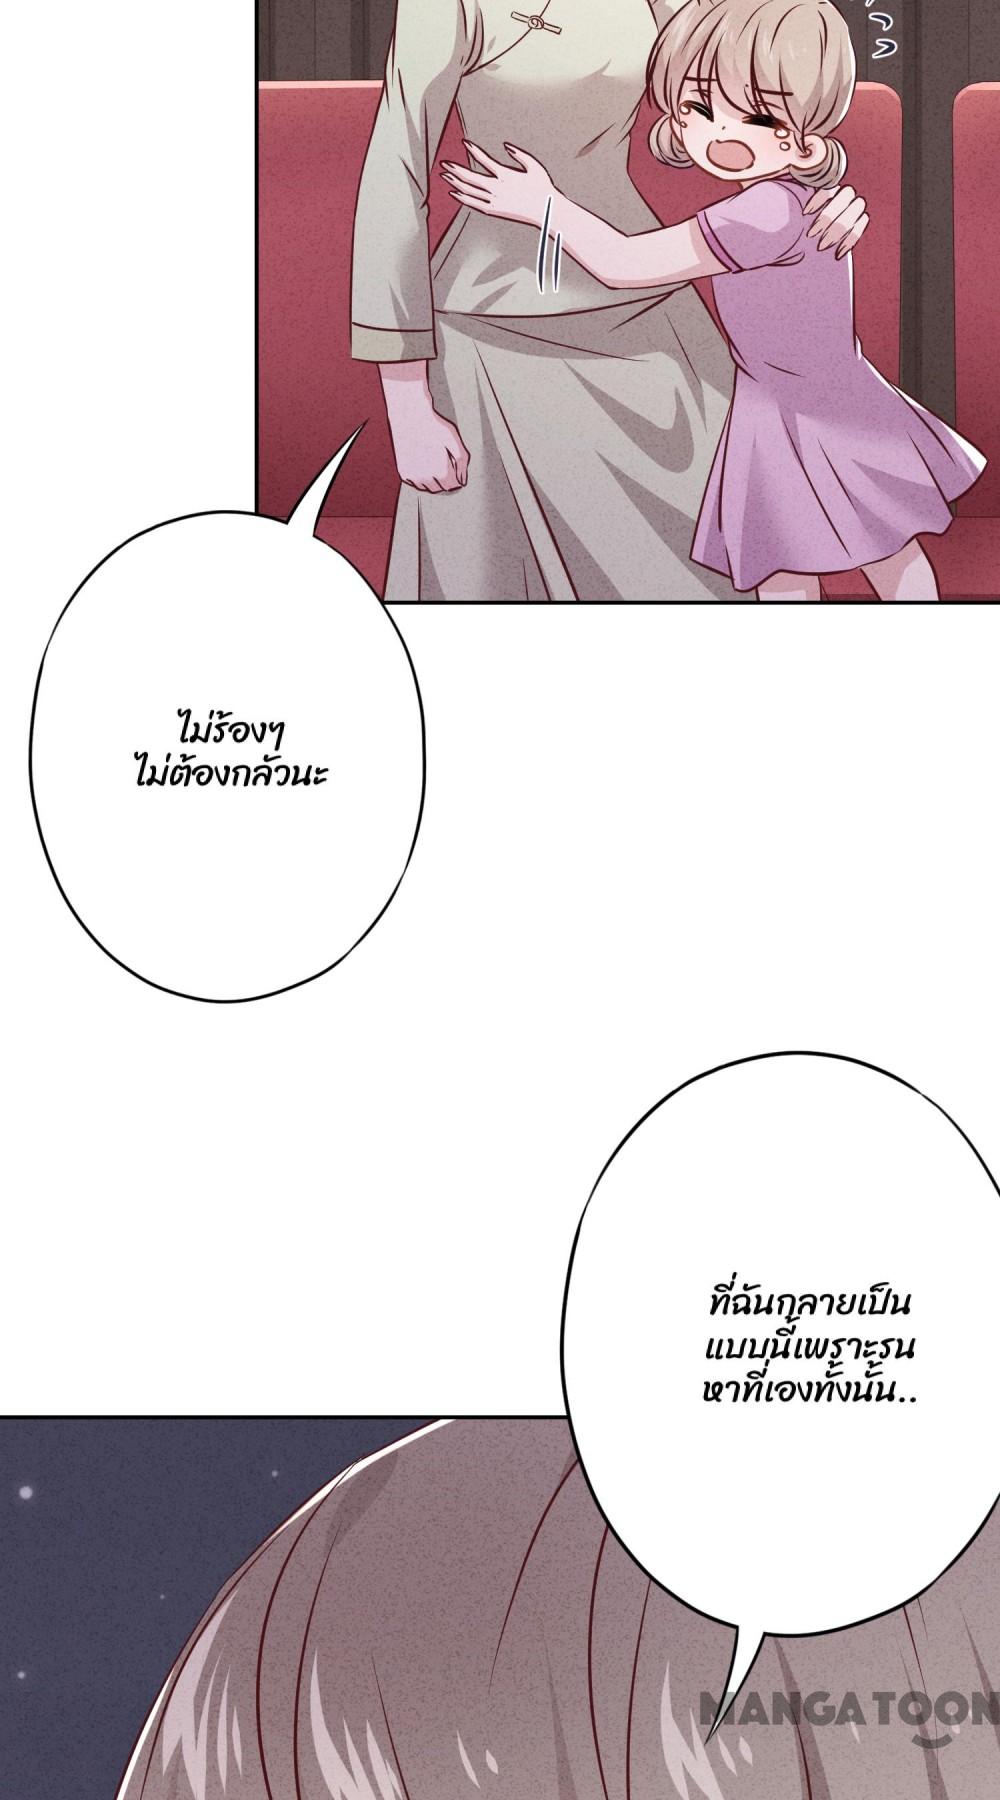 ไม่ร้องๆ
ไม่ต้องกลัวนะ
ที่ฉันกลายเป็น
แบบนี้เพราะรน
หาที่เองทั้งนั้น..
MANGATOON